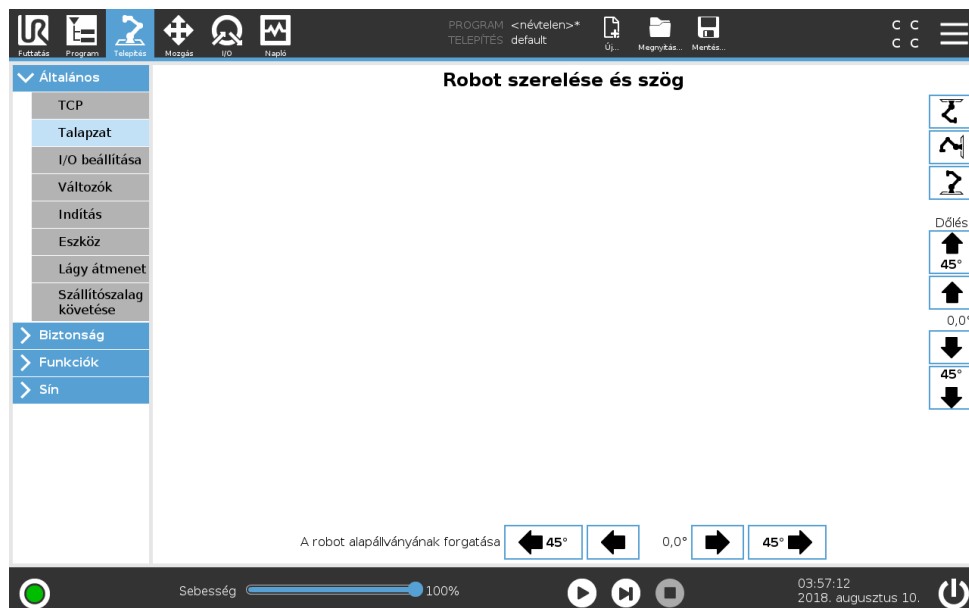 PROGRAM <névtelen>*
TELEPÍTÉS default
C C
C C
Futtatás Program Telepítés Mozgás I/O Napló Új... Megnyitás... Mentés...
Általános
Robot szerelése és szög
TCP
Talapzat
I/O beállítása
Változók
Indítás
Eszköz
Lágy átmenet
Szállítószalag
követése
Biztonság
Funkciók
Sín
Dőlés
45°
0,0°
45°
A robot alapállványának forgatása 45° 0,0° 45°
Sebesség 100%
03:57:12
2018. augusztus 10.